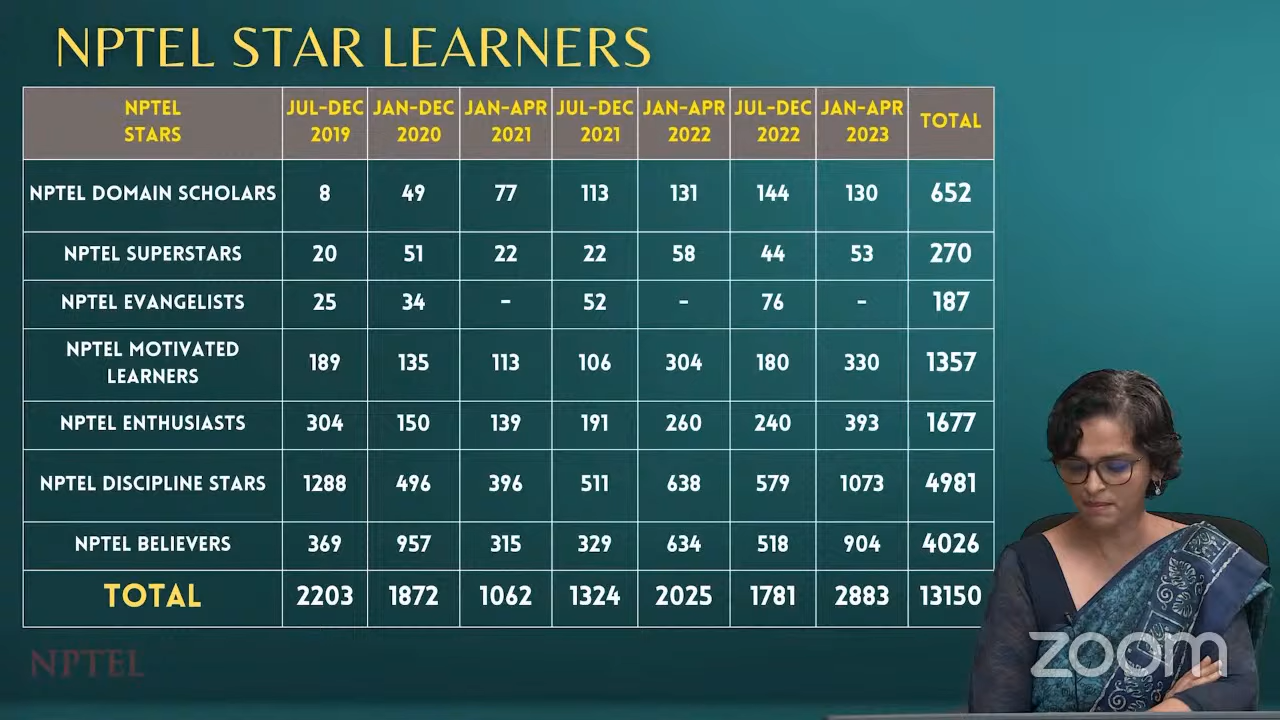 NPTEL STAR LEARNERS
NPTEL STARS JUL-DEC 2019 JAN-DEC 2020 JAN-APR 2021 JUL-DEC 2021 JAN-APR 2022 JUL-DEC 2022 JAN-APR 2023 TOTAL
NPTEL DOMAIN SCHOLARS 8 49 77 113 131 144 130 652
NPTEL SUPERSTARS 20 51 22 22 58 44 53 270
NPTEL EVANGELISTS 25 34 - 52 - 76 - 187
NPTEL MOTIVATED LEARNERS 189 135 113 106 304 180 330 1357
NPTEL ENTHUSIASTS 304 150 139 191 260 240 393 1677
NPTEL DISCIPLINE STARS 1288 496 396 511 638 579 1073 4981
NPTEL BELIEVERS 369 957 315 329 634 518 904 4026
TOTAL 2203 1872 1062 1324 2025 1781 2883 13150
NPTEL
zoom